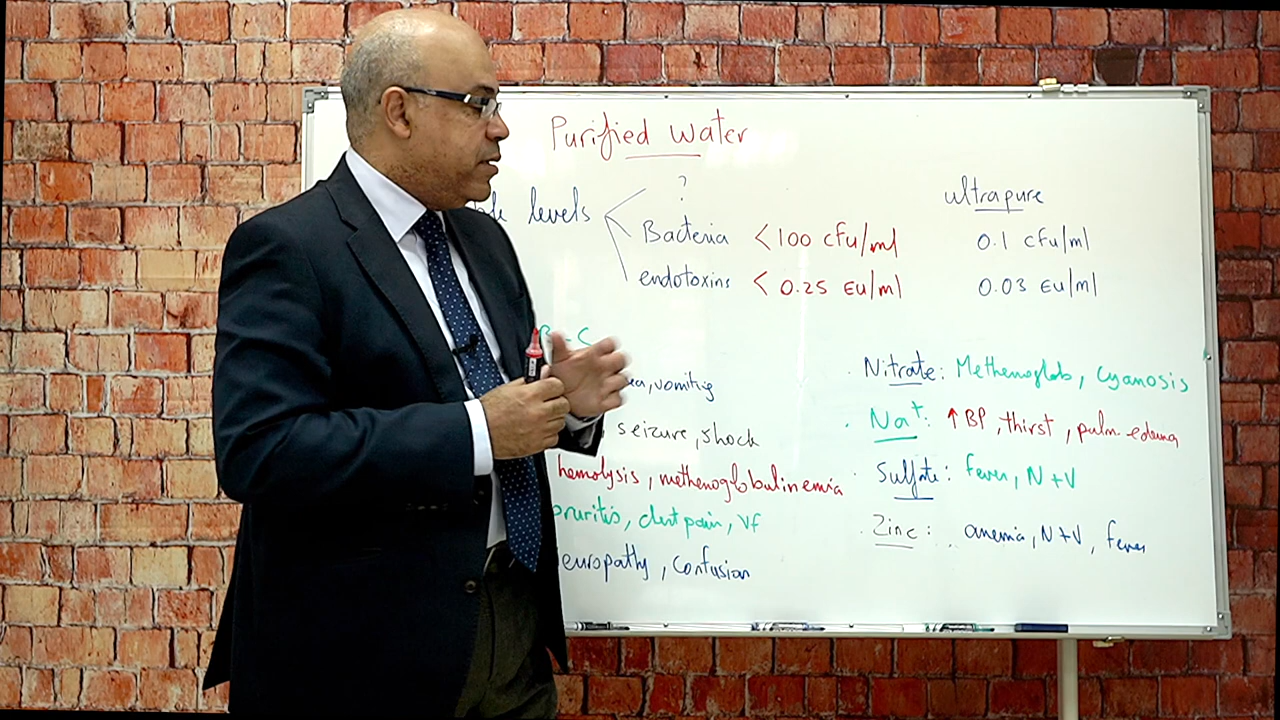 Purified Water
?
levels
ultrapure
Bacteria < 100 cfu/ml 0.1 cfu/ml
endotoxins < 0.25 EU/ml 0.03 EU/ml
C
, vomiting
Nitrate: Methemoglob, Cyanosis
seizure, shock
Na+: ↑ BP, thirst, pulm. edema
hemolysis, methemoglobulinemia
Sulfate: fever, N+V
pruritis, chest pain, Vf
Zinc: anemia, N+V, fever
europathy, Confusion